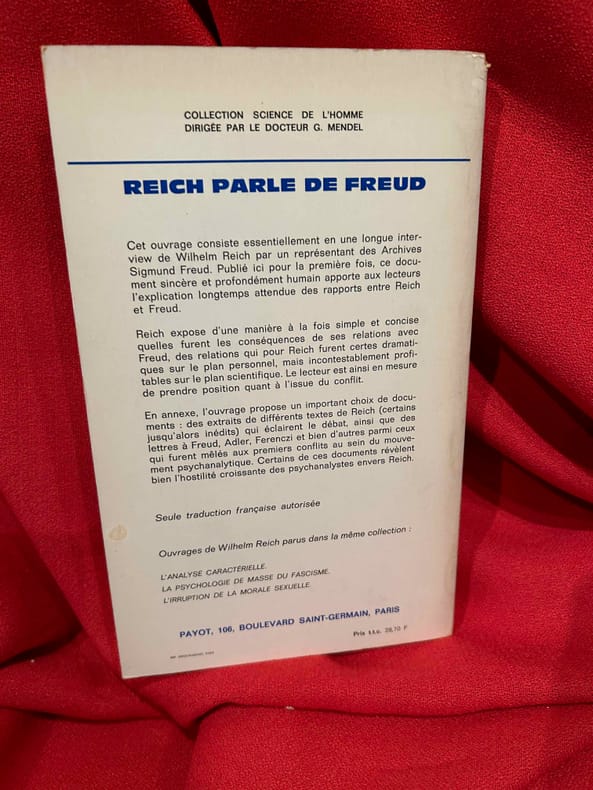 COLLECTION SCIENCE DE L'HOMME
DIRIGÉE PAR LE DOCTEUR G. MENDEL
REICH PARLE DE FREUD
Cet ouvrage consiste essentiellement en une longue inter-
view de Wilhelm Reich par un représentant des Archives
Sigmund Freud. Publié ici pour la première fois, ce docu-
ment sincère et profondément humain apporte aux lecteurs
l'explication longtemps attendue des rapports entre Reich
et Freud.
Reich expose d'une manière à la fois simple et concise
quelles furent les conséquences de ses relations avec
Freud, des relations qui pour Reich furent certes dramati-
ques sur le plan personnel, mais incontestablement profi-
tables sur le plan scientifique. Le lecteur est ainsi en mesure
de prendre position quant à l'issue du conflit.
En annexe, l'ouvrage propose un important choix de docu-
ments : des extraits de différents textes de Reich (certains
jusqu'alors inédits) qui éclairent le débat, ainsi que des
lettres à Freud, Adler, Ferenczi et bien d'autres parmi ceux
qui furent mêlés aux premiers conflits au sein du mouve-
ment psychanalytique. Certains de ces documents révèlent
bien l'hostilité croissante des psychanalystes envers Reich.
Seule traduction française autorisée
Ouvrages de Wilhelm Reich parus dans la même collection :
L'ANALYSE CARACTÉRIELLE.
LA PSYCHOLOGIE DE MASSE DU FASCISME.
L'IRRUPTION DE LA MORALE SEXUELLE.
PAYOT, 106, BOULEVARD SAINT-GERMAIN, PARIS
Prix t.t.c. 28,70 F